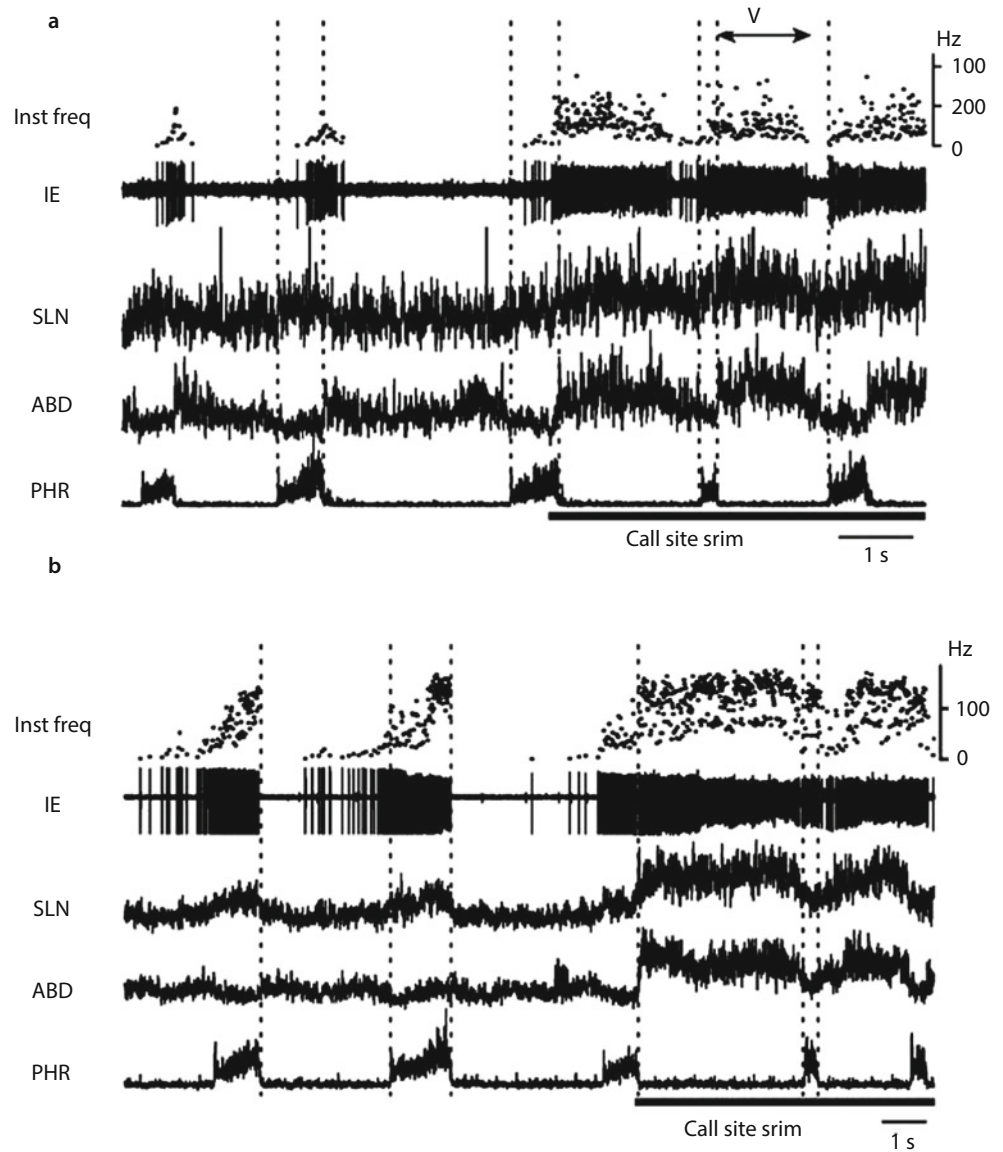 a
V
Hz
100
Inst freq
200
0
IE
SLN
ABD
PHR
Call site srim
1 s
b
Hz
Inst freq
100
0
IE
SLN
ABD
PHR
Call site srim
1 s